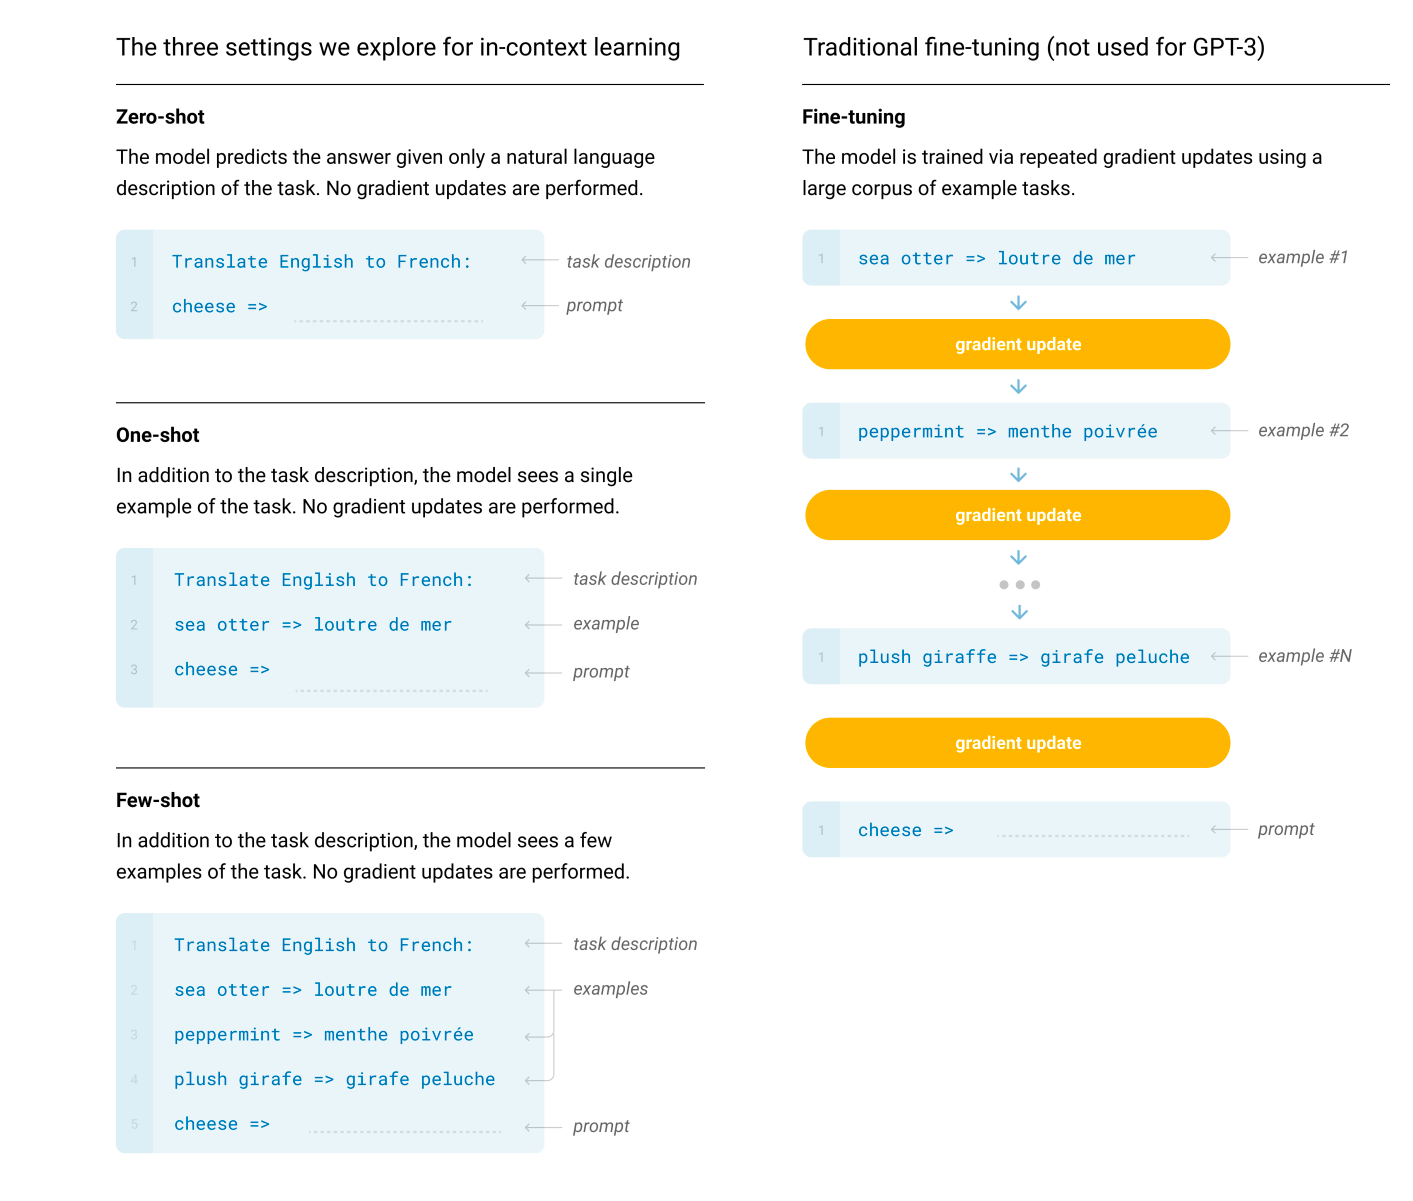 The three settings we explore for in-context learning
Zero-shot
The model predicts the answer given only a natural language
description of the task. No gradient updates are performed.
1 Translate English to French: task description
2 cheese => prompt
One-shot
In addition to the task description, the model sees a single
example of the task. No gradient updates are performed.
1 Translate English to French: task description
2 sea otter => loutre de mer example
3 cheese => prompt
Few-shot
In addition to the task description, the model sees a few
examples of the task. No gradient updates are performed.
1 Translate English to French: task description
2 sea otter => loutre de mer examples
3 peppermint => menthe poivrée
4 plush girafe => girafe peluche
5 cheese => prompt
Traditional fine-tuning (not used for GPT-3)
Fine-tuning
The model is trained via repeated gradient updates using a
large corpus of example tasks.
1 sea otter => loutre de mer example #1
gradient update
1 peppermint => menthe poivrée example #2
gradient update
1 plush giraffe => girafe peluche example #N
gradient update
1 cheese => prompt